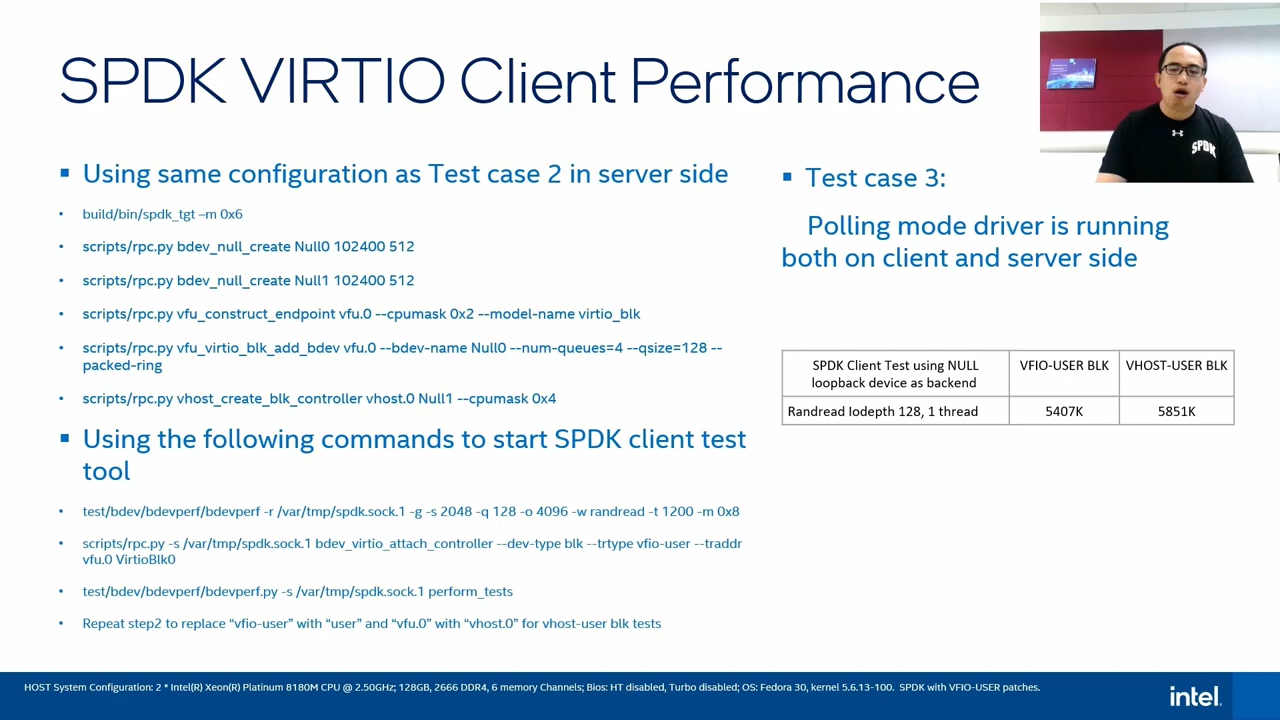 SPDK VIRTIO Client Performance
SPDK
Using same configuration as Test case 2 in server side
build/bin/spdk_tgt –m 0x6
scripts/rpc.py bdev_null_create Null0 102400 512
scripts/rpc.py bdev_null_create Null1 102400 512
scripts/rpc.py vfu_construct_endpoint vfu.0 --cpumask 0x2 --model-name virtio_blk
scripts/rpc.py vfu_virtio_blk_add_bdev vfu.0 --bdev-name Null0 --num-queues=4 --qsize=128 --
packed-ring
scripts/rpc.py vhost_create_blk_controller vhost.0 Null1 --cpumask 0x4
Using the following commands to start SPDK client test
tool
test/bdev/bdevperf/bdevperf -r /var/tmp/spdk.sock.1 -g -s 2048 -q 128 -o 4096 -w randread -t 1200 -m 0x8
scripts/rpc.py -s /var/tmp/spdk.sock.1 bdev_virtio_attach_controller --dev-type blk --trtype vfio-user --traddr
vfu.0 VirtioBlk0
test/bdev/bdevperf/bdevperf.py -s /var/tmp/spdk.sock.1 perform_tests
Repeat step2 to replace “vfio-user” with “user” and “vfu.0” with “vhost.0” for vhost-user blk tests
Test case 3:
Polling mode driver is running
both on client and server side
SPDK Client Test using NULL
loopback device as backend
VFIO-USER BLK
VHOST-USER BLK
Randread Iodepth 128, 1 thread
5407K
5851K
HOST System Configuration: 2 * Intel(R) Xeon(R) Platinum 8180M CPU @ 2.50GHz; 128GB, 2666 DDR4, 6 memory Channels; Bios: HT disabled, Turbo disabled; OS: Fedora 30, kernel 5.6.13-100. SPDK with VFIO-USER patches.
intel.